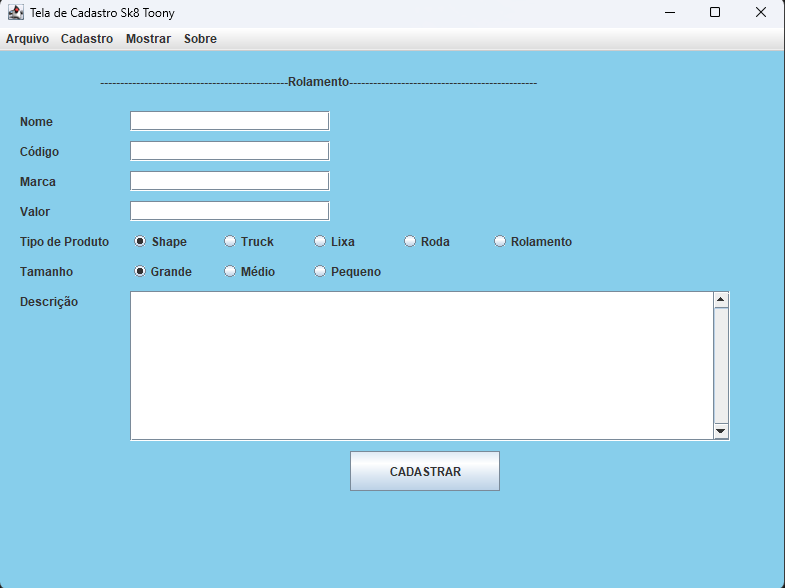 Tela de Cadastro Sk8 Toony
Arquivo Cadastro Mostrar Sobre
-----------------------------------------------Rolamento-----------------------------------------------
Nome
Código
Marca
Valor
Tipo de Produto Shape Truck Lixa Roda Rolamento
Tamanho Grande Médio Pequeno
Descrição
CADASTRAR